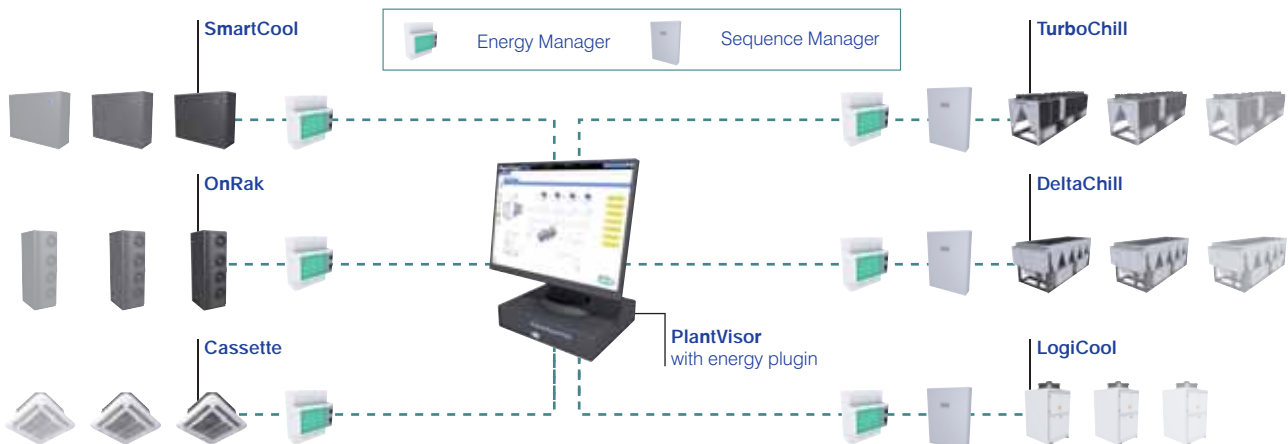 SmartCool
Energy Manager
Sequence Manager
TurboChill
OnRak
DeltaChill
PlantVisor
with energy plugin
Cassette
LogiCool